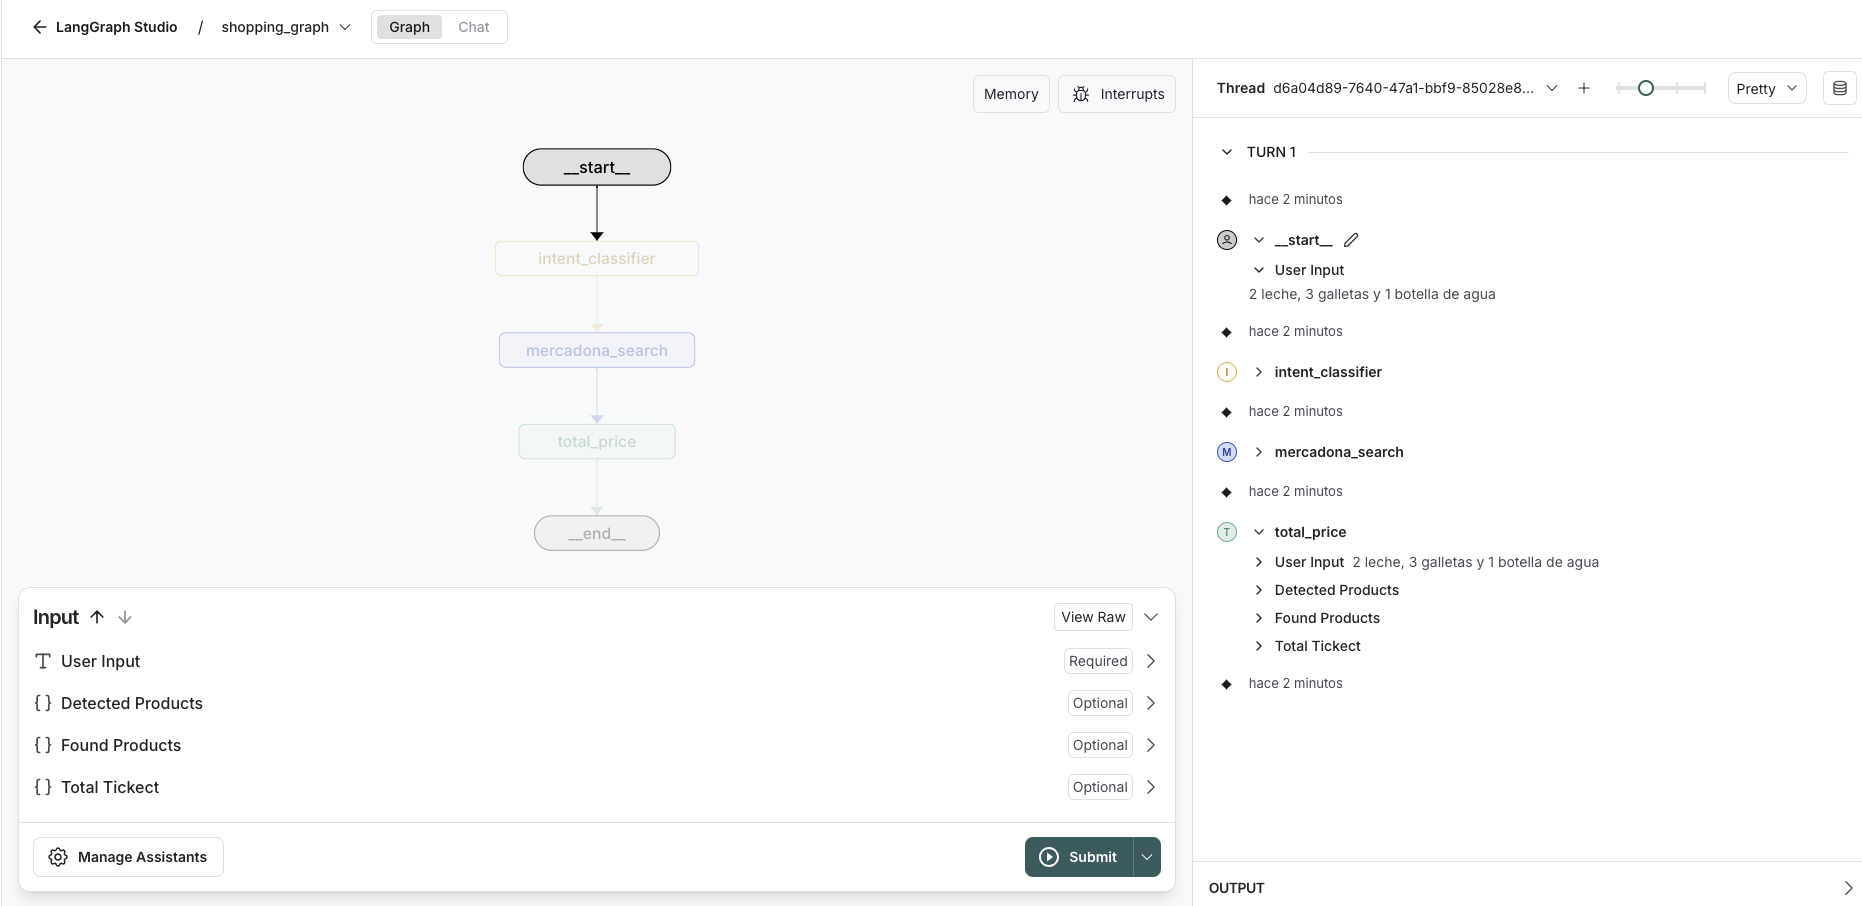 LangGraph Studio / shopping_graph Graph Chat
Memory Interrupts
__start__
intent_classifier
mercadona_search
total_price
__end__
Input View Raw
User Input Required
Detected Products Optional
Found Products Optional
Total Tickect Optional
Manage Assistants Submit
Thread d6a04d89-7640-47a1-bbf9-85028e8... Pretty
TURN 1
hace 2 minutos
__start__
User Input
2 leche, 3 galletas y 1 botella de agua
hace 2 minutos
I intent_classifier
hace 2 minutos
M mercadona_search
hace 2 minutos
T total_price
User Input 2 leche, 3 galletas y 1 botella de agua
Detected Products
Found Products
Total Tickect
hace 2 minutos
OUTPUT